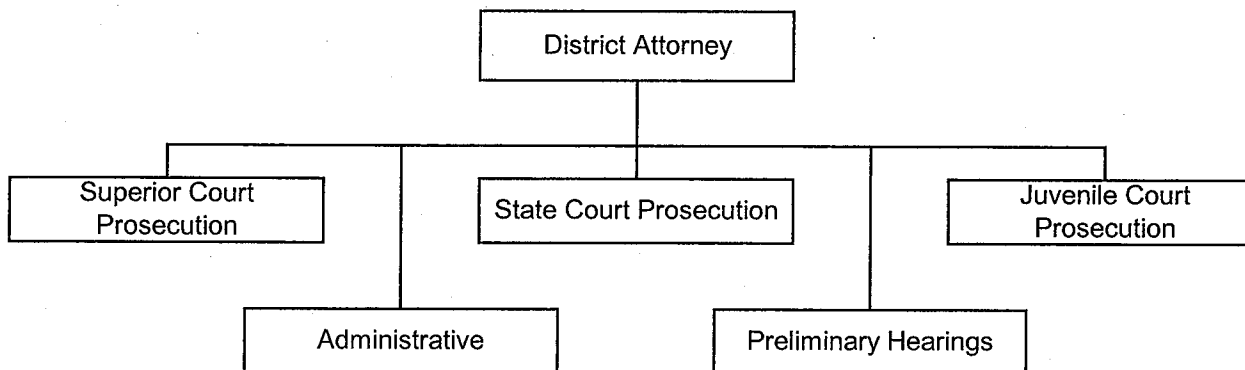 District Attorney
Superior Court
Prosecution
State Court Prosecution
Juvenile Court
Prosecution
Administrative
Preliminary Hearings